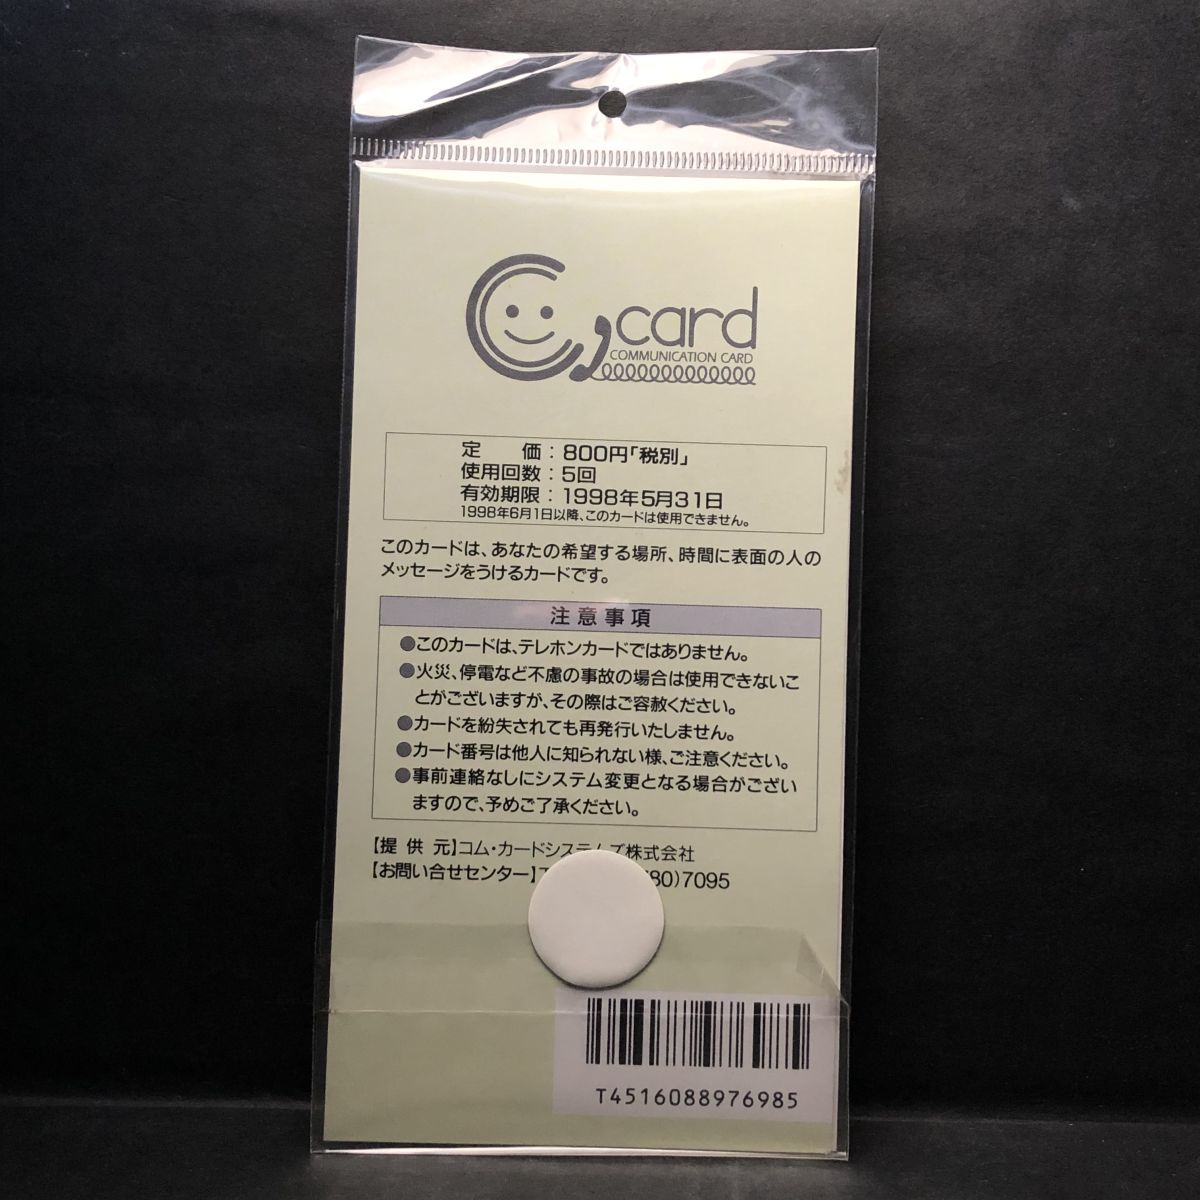 card
COMMUNICATION CARD
定　価：800円「税別」
使用回数：5回
有効期限：1998年5月31日
1998年6月1日以降、このカードは使用できません。
このカードは、あなたの希望する場所、時間に表面の人の
メッセージをうけるカードです。
注意事項
●このカードは、テレホンカードではありません。
●火災、停電など不慮の事故の場合は使用できないこ
とがございますが、その際はご容赦ください。
●カードを紛失されても再発行いたしません。
●カード番号は他人に知られない様、ご注意ください。
●事前連絡なしにシステム変更となる場合がござい
ますので、予めご了承ください。
【提 供 元】コム・カードシステムズ株式会社
【お問い合せセンター】 80)7095
T4516088976985